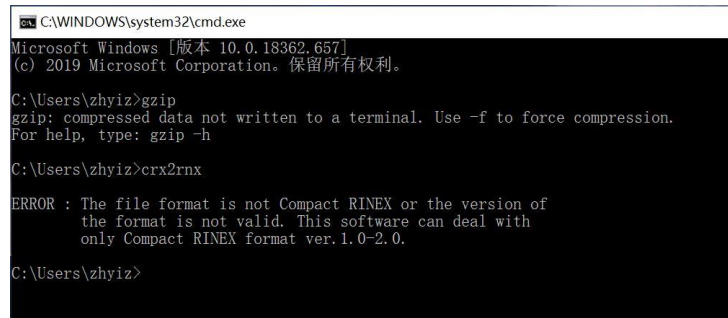 C:\WINDOWS\system32\cmd.exe
Microsoft Windows [版本 10.0.18362.657]
(c) 2019 Microsoft Corporation。保留所有权利。
C:\Users\zhyiz>gzip
gzip: compressed data not written to a terminal. Use -f to force compression.
For help, type: gzip -h
C:\Users\zhyiz>crx2rnx
ERROR : The file format is not Compact RINEX or the version of
the format is not valid. This software can deal with
only Compact RINEX format ver.1.0-2.0.
C:\Users\zhyiz>